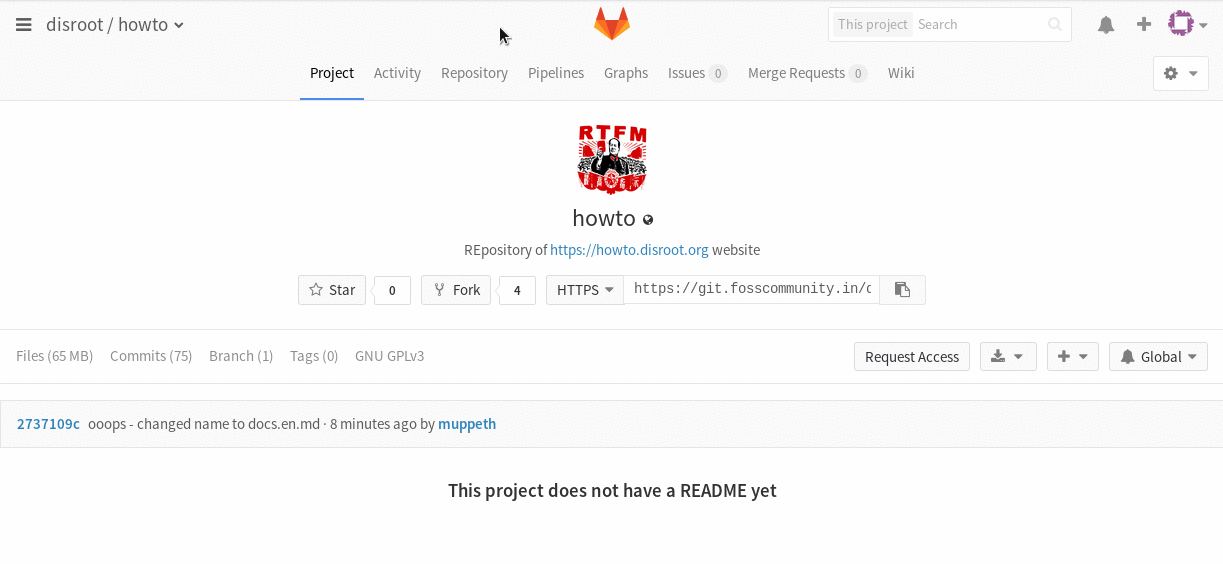 disroot / howto
This project Search
Project Activity Repository Pipelines Graphs Issues 0 Merge Requests 0 Wiki
RTFM
howto
REpository of https://howto.disroot.org website
Star 0 Fork 4 HTTPS https://git.fosscommunity.in/
Files (65 MB) Commits (75) Branch (1) Tags (0) GNU GPLv3
Request Access Global
2737109c ooops - changed name to docs.en.md · 8 minutes ago by muppeth
This project does not have a README yet